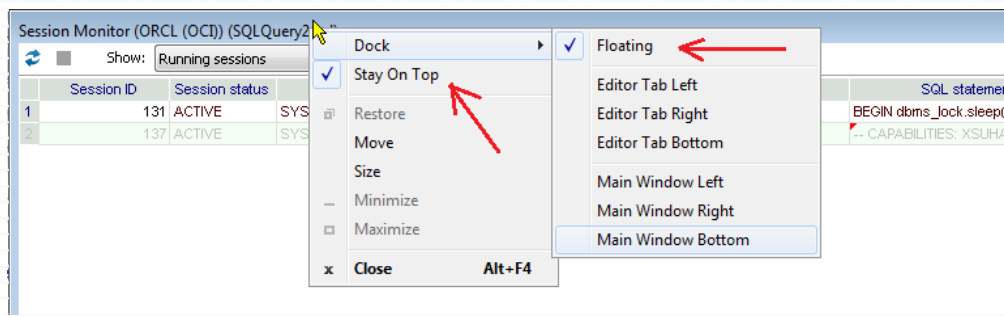 Session Monitor (ORCL (OCI)) (SQLQuery2
Show: Running sessions
Session ID Session status SQL statemen
1 131 ACTIVE SYS BEGIN dbms_lock.sleep(
2 137 ACTIVE SYS -- CAPABILITIES: XSUHA
Dock
Stay On Top
Restore
Move
Size
Minimize
Maximize
x Close Alt+F4
Floating
Editor Tab Left
Editor Tab Right
Editor Tab Bottom
Main Window Left
Main Window Right
Main Window Bottom